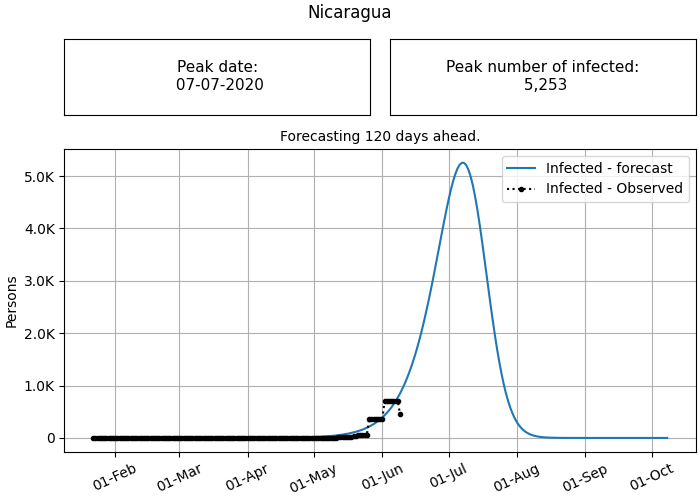 Nicaragua
Peak date:
07-07-2020
Peak number of infected:
5,253
Forecasting 120 days ahead.
Infected - forecast
Infected - Observed
Persons
5.0K
4.0K
3.0K
2.0K
1.0K
0
01-Feb
01-Mar
01-Apr
01-May
01-Jun
01-Jul
01-Aug
01-Sep
01-Oct